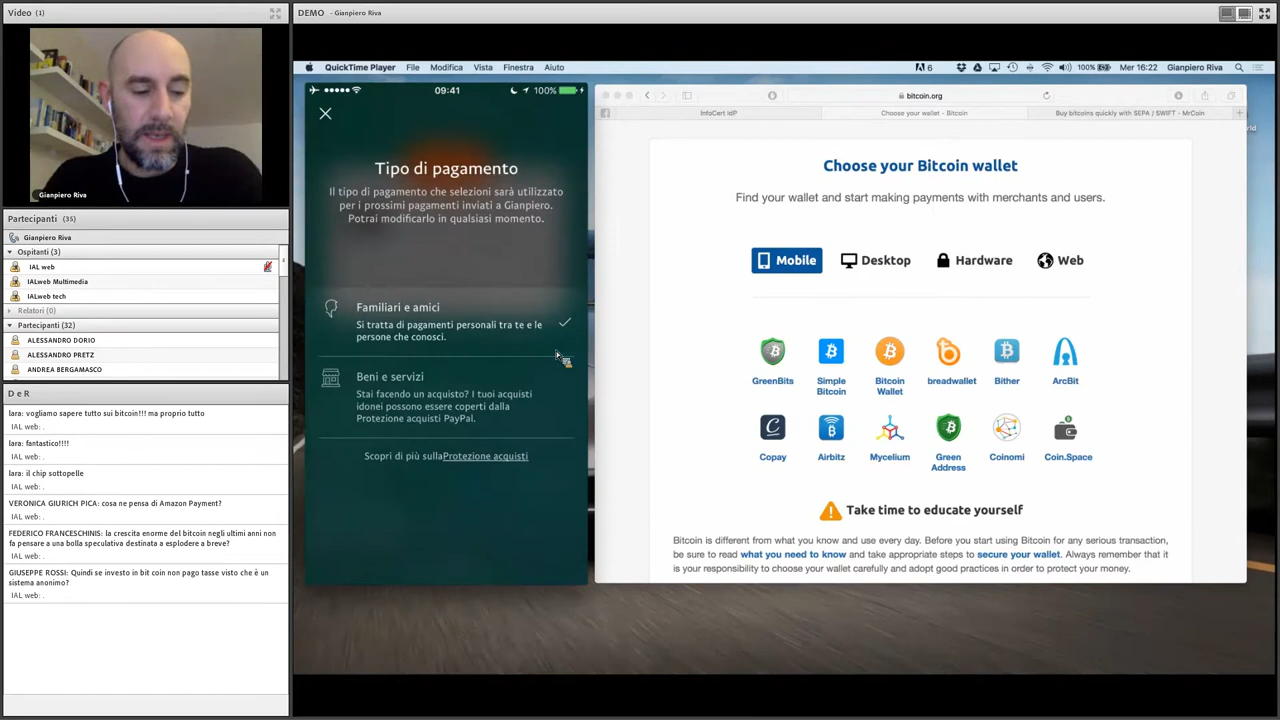 Video (1)
Gianpiero Riva
Partecipanti (35)
Gianpiero Riva
Ospitanti (3)
IAL web
IALweb Multimedia
IALweb tech
Relatori (0)
Partecipanti (32)
ALESSANDRO DORIO
ALESSANDRO PRETZ
ANDREA BERGAMASCO
D e R
lara: vogliamo sapere tutto sui bitcoin!!! ma proprio tutto
IAL web: .
lara: fantastico!!!!
IAL web: .
lara: il chip sottopelle
IAL web: .
VERONICA GIURICH PICA: cosa ne pensa di Amazon Payment?
IAL web: .
FEDERICO FRANCESCHINIS: la crescita enorme del bitcoin negli ultimi anni non
fa pensare a una bolla speculativa destinata a esplodere a breve?
IAL web: .
GIUSEPPE ROSSI: Quindi se investo in bit coin non pago tasse visto che è un
sistema anonimo?
IAL web: .
DEMO - Gianpiero Riva
QuickTime Player File Modifica Vista Finestra Aiuto
6 100% Mer 16:22 Gianpiero Riva
09:41 100%
Tipo di pagamento
Il tipo di pagamento che selezioni sarà utilizzato
per i prossimi pagamenti inviati a Gianpiero.
Potrai modificarlo in qualsiasi momento.
Familiari e amici
Si tratta di pagamenti personali tra te e le
persone che conosci.
Beni e servizi
Stai facendo un acquisto? I tuoi acquisti
idonei possono essere coperti dalla
Protezione acquisti PayPal.
Scopri di più sullaProtezione acquisti
bitcoin.org
InfoCert IdP Choose your wallet - Bitcoin Buy bitcoins quickly with SEPA / SWIFT - MrCoin
Choose your Bitcoin wallet
Find your wallet and start making payments with merchants and users.
Mobile Desktop Hardware Web
GreenBits Simple Bitcoin Bitcoin Wallet breadwallet Bither ArcBit
Copay Airbitz Mycelium Green Address Coinomi Coin.Space
Take time to educate yourself
Bitcoin is different from what you know and use every day. Before you start using Bitcoin for any serious transaction,
be sure to read what you need to know and take appropriate steps to secure your wallet. Always remember that it
is your responsibility to choose your wallet carefully and adopt good practices in order to protect your money.